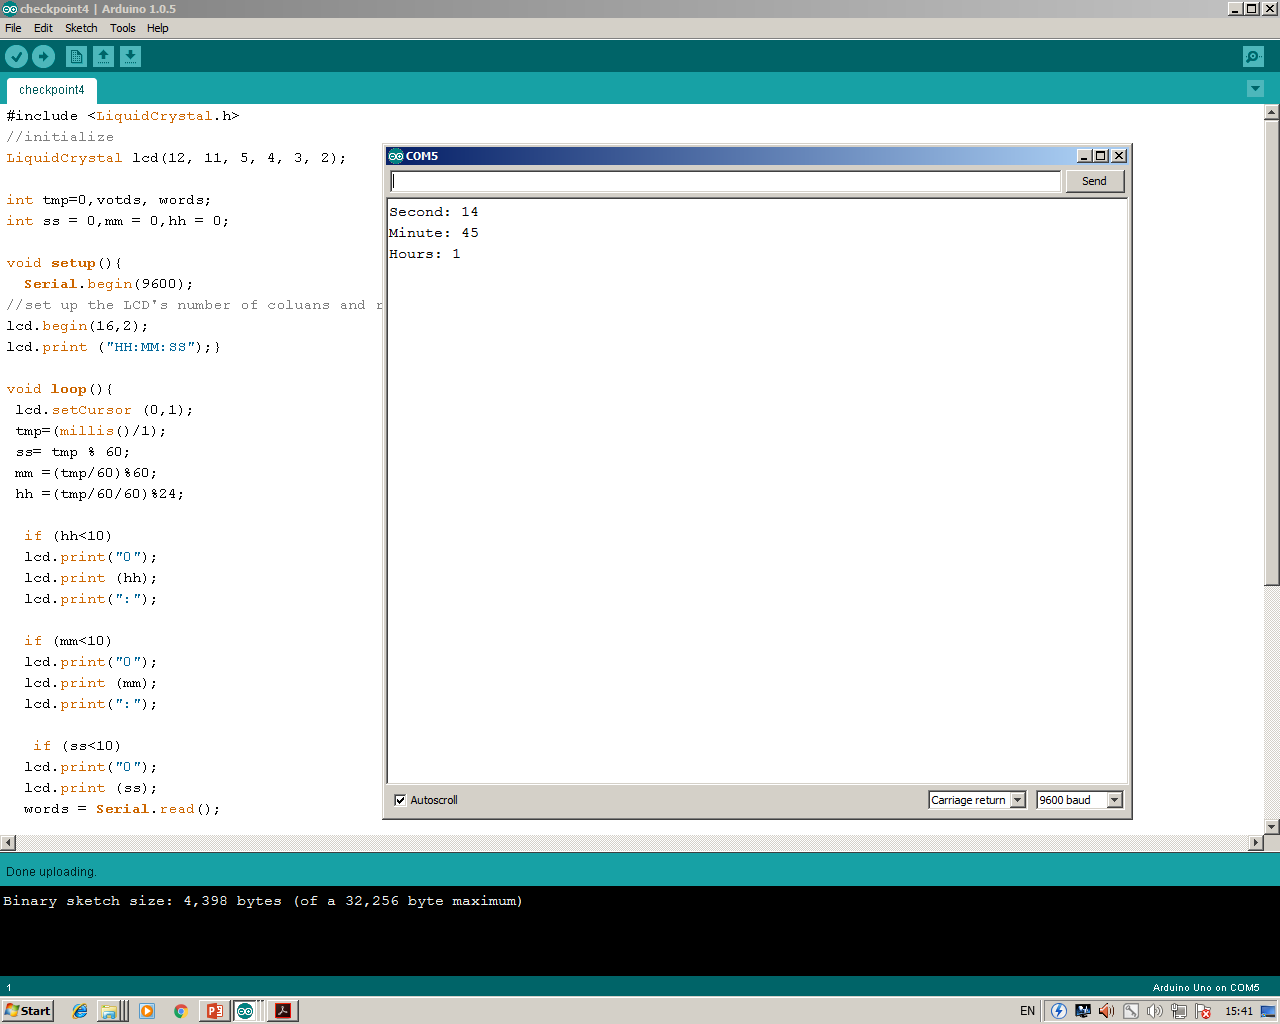 checkpoint4 | Arduino 1.0.5
File Edit Sketch Tools Help
checkpoint4
#include <LiquidCrystal.h>
//initialize
LiquidCrystal lcd(12, 11, 5, 4, 3, 2);
int tmp=0,votds, words;
int ss = 0,mm = 0,hh = 0;
void setup(){
Serial.begin(9600);
//set up the LCD's number of coluans and r
lcd.begin(16,2);
lcd.print ("HH:MM:SS");}
void loop(){
lcd.setCursor (0,1);
tmp=(millis()/1);
ss= tmp % 60;
mm =(tmp/60)%60;
hh =(tmp/60/60)%24;
if (hh<10)
lcd.print("0");
lcd.print (hh);
lcd.print(":");
if (mm<10)
lcd.print("0");
lcd.print (mm);
lcd.print(":");
if (ss<10)
lcd.print("0");
lcd.print (ss);
words = Serial.read();
COM5
Send
Second: 14
Minute: 45
Hours: 1
Autoscroll
Carriage return
9600 baud
Done uploading.
Binary sketch size: 4,398 bytes (of a 32,256 byte maximum)
1
Arduino Uno on COM5
Start
EN
15:41